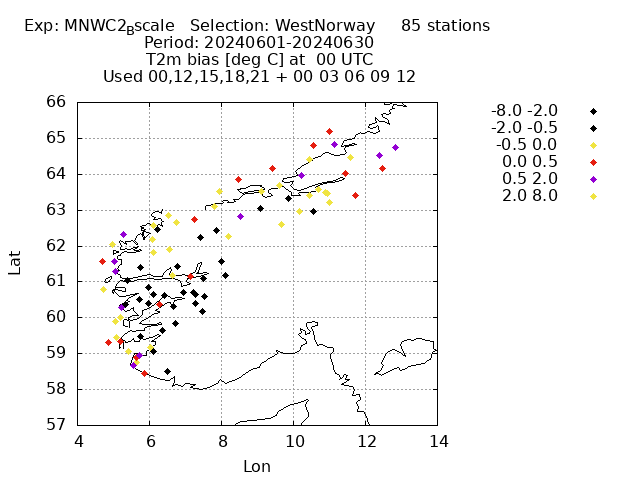 Exp: MNWC2Bscale   Selection: WestNorway     85 stations
Period: 20240601-20240630
T2m bias [deg C] at  00 UTC
Used 00,12,15,18,21 + 00 03 06 09 12
66
65
64
63
62
61
60
59
58
57
Lat
4 6 8 10 12 14
Lon
-8.0 -2.0
-2.0 -0.5
-0.5 0.0
0.0 0.5
0.5 2.0
2.0 8.0